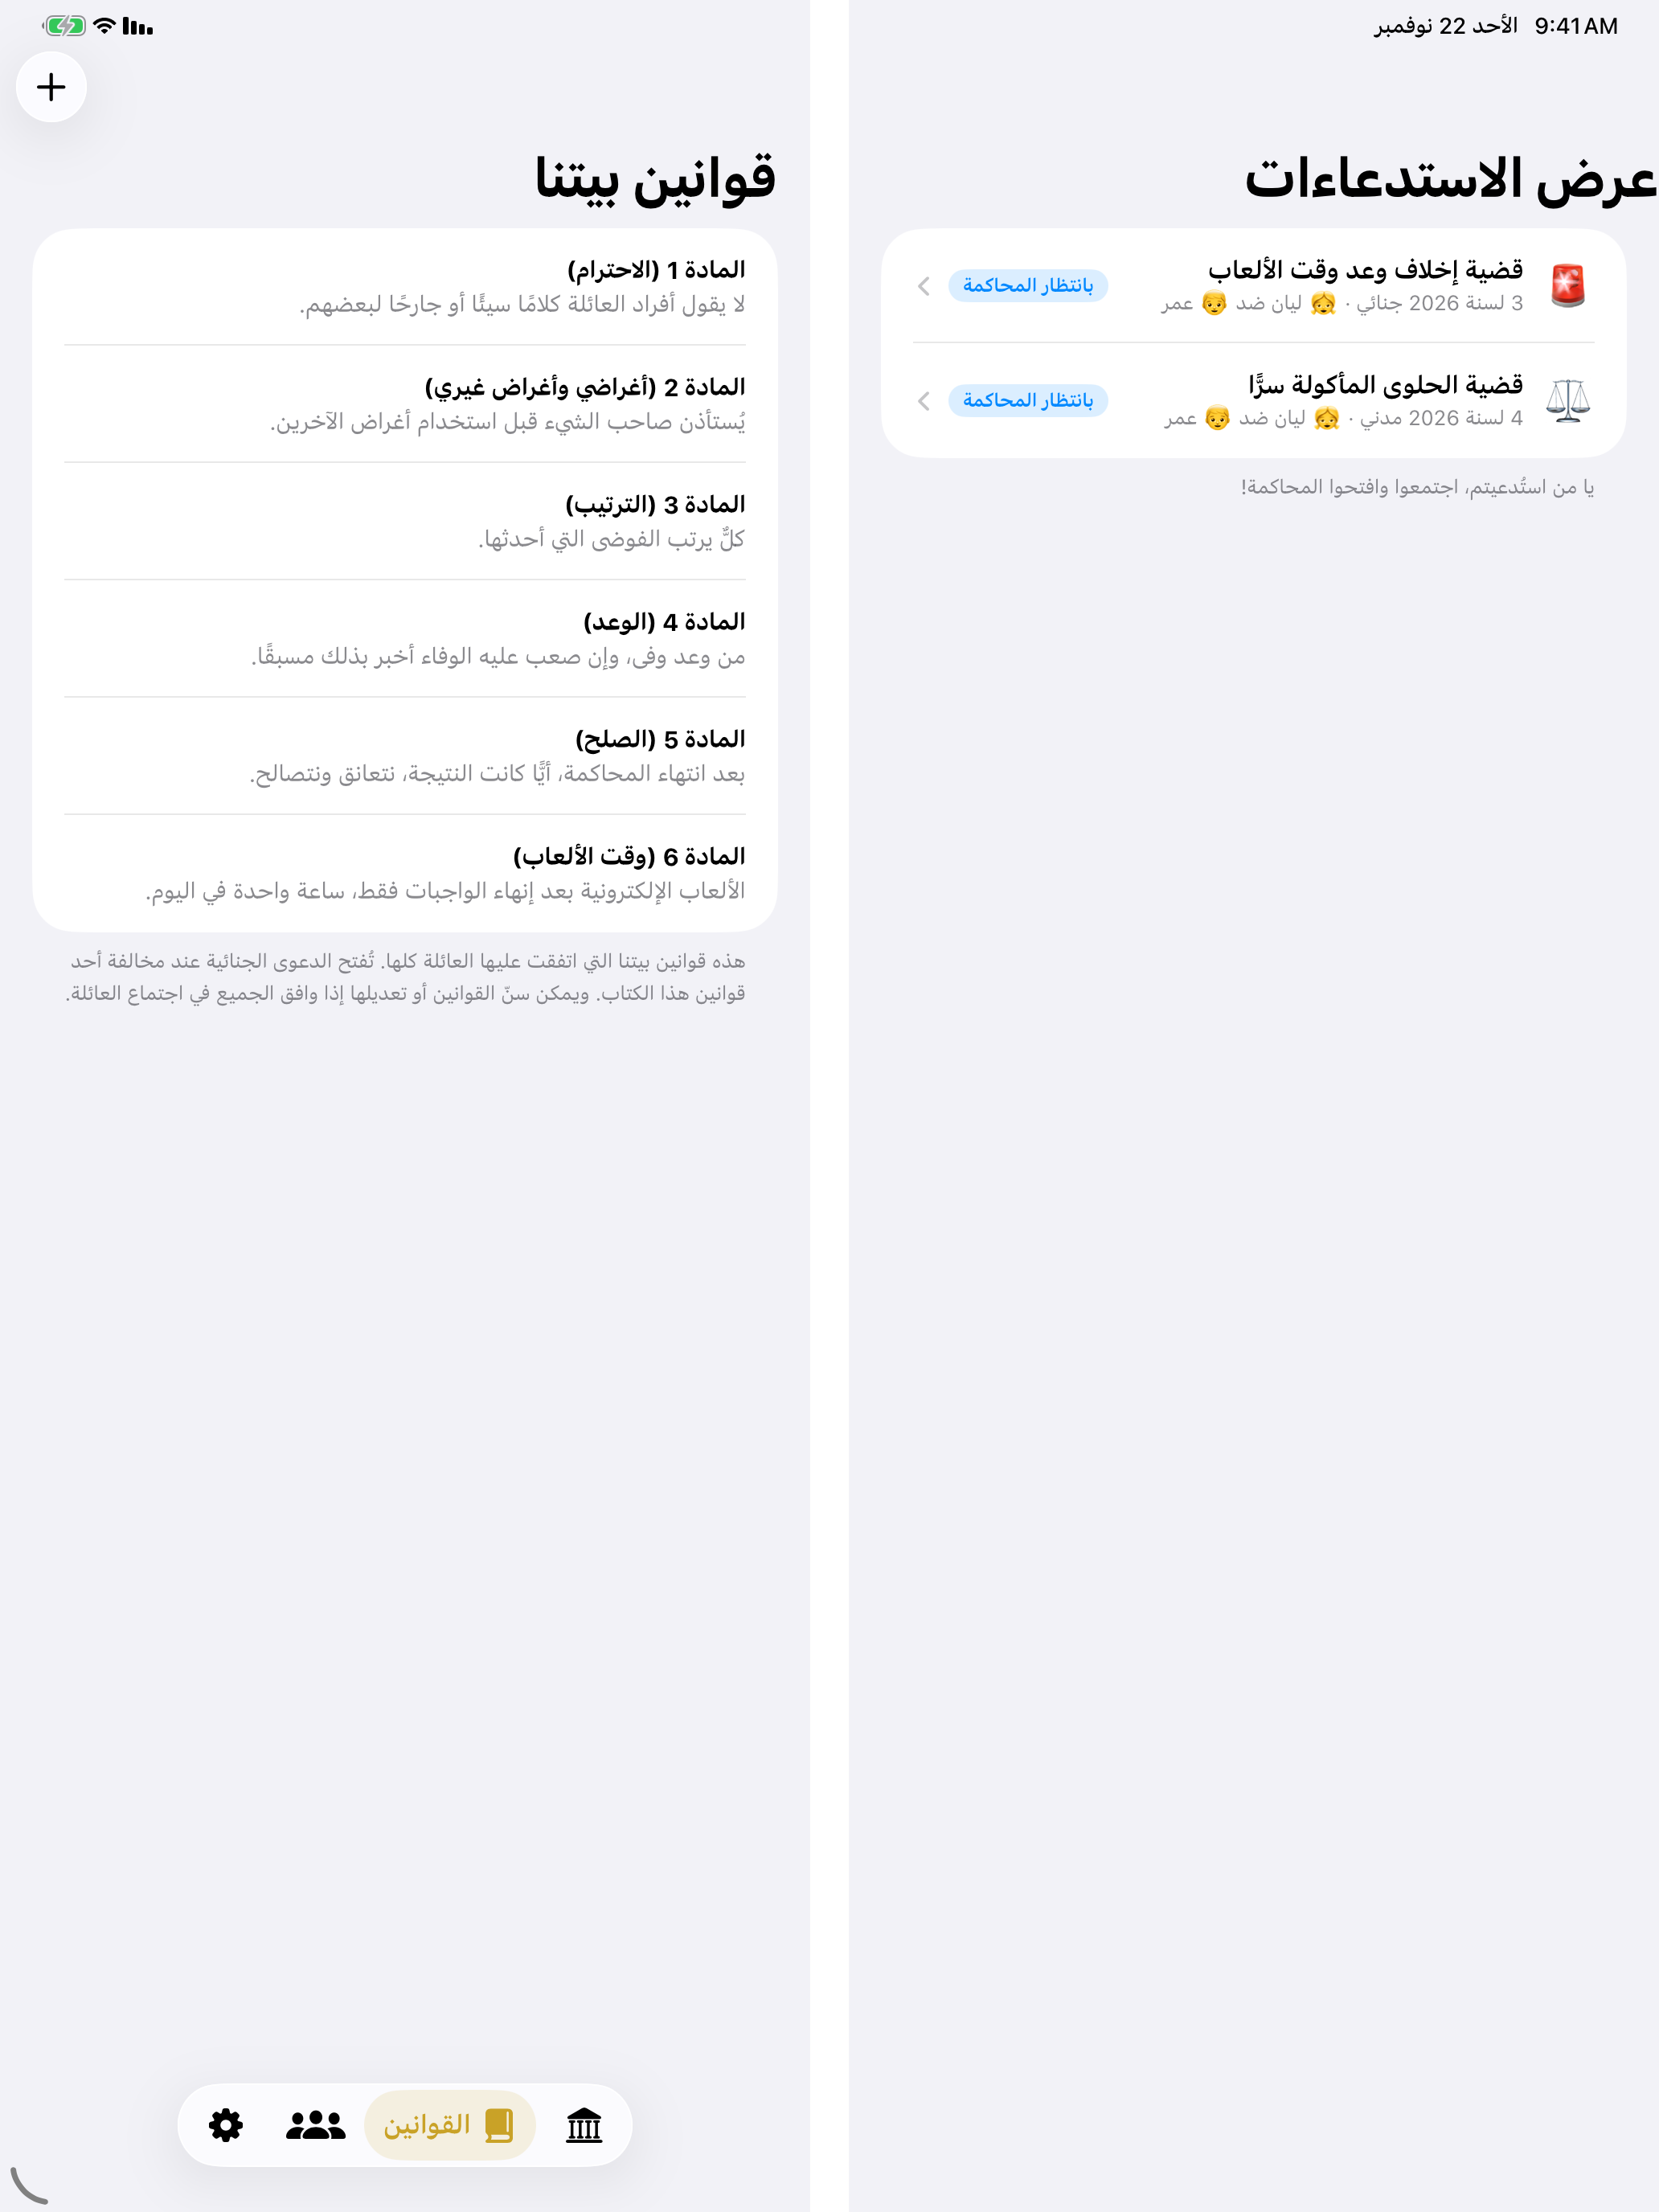 9:41 AM الأحد 22 نوفمبر
عرض الاستدعاءات
قضية إخلاف وعد وقت الألعاب
3 لسنة 2026 جنائي · 👧 ليان ضد 👦 عمر
بانتظار المحاكمة
قضية الحلوى المأكولة سرًّا
4 لسنة 2026 مدني · 👧 ليان ضد 👦 عمر
بانتظار المحاكمة
يا من استُدعيتم، اجتمعوا وافتحوا المحاكمة!
قوانين بيتنا
المادة 1 (الاحترام)
لا يقول أفراد العائلة كلامًا سيئًا أو جارحًا لبعضهم.
المادة 2 (أغراضي وأغراض غيري)
يُستأذن صاحب الشيء قبل استخدام أغراض الآخرين.
المادة 3 (الترتيب)
كلٌّ يرتب الفوضى التي أحدثها.
المادة 4 (الوعد)
من وعد وفى، وإن صعب عليه الوفاء أخبر بذلك مسبقًا.
المادة 5 (الصلح)
بعد انتهاء المحاكمة، أيًّا كانت النتيجة، نتعانق ونتصالح.
المادة 6 (وقت الألعاب)
الألعاب الإلكترونية بعد إنهاء الواجبات فقط، ساعة واحدة في اليوم.
هذه قوانين بيتنا التي اتفقت عليها العائلة كلها. تُفتح الدعوى الجنائية عند مخالفة أحد
قوانين هذا الكتاب. ويمكن سنّ القوانين أو تعديلها إذا وافق الجميع في اجتماع العائلة.
القوانين